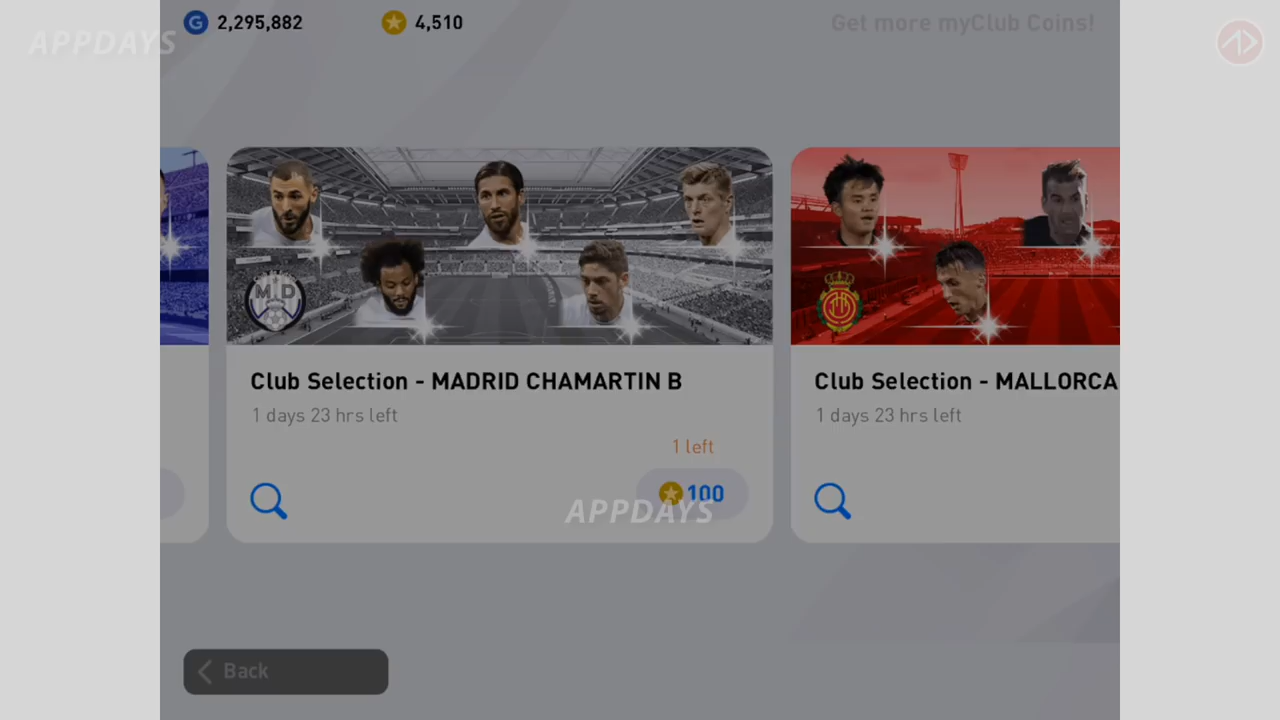 2,295,882
4,510
Get more myClub Coins!
APPDAYS
M D
Club Selection - MADRID CHAMARTIN B
1 days 23 hrs left
1 left
100
Club Selection - MALLORCA
1 days 23 hrs left
APPDAYS
Back